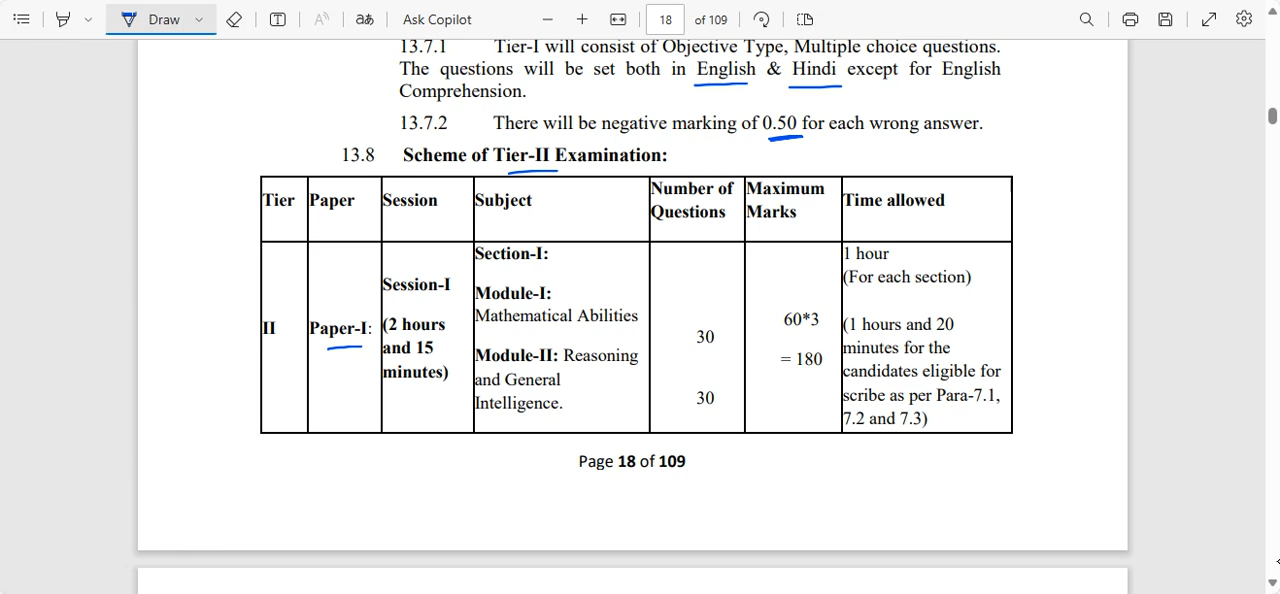 Draw
Ask Copilot
18 of 109
13.7.1 Tier-I will consist of Objective Type, Multiple choice questions.
The questions will be set both in English & Hindi except for English
Comprehension.
13.7.2 There will be negative marking of 0.50 for each wrong answer.
13.8 Scheme of Tier-II Examination:
Tier Paper Session Subject Number of Questions Maximum Marks Time allowed
II
Paper-I:
Session-I
(2 hours
and 15
minutes)
Section-I:
Module-I:
Mathematical Abilities
Module-II: Reasoning
and General
Intelligence.
30
30
60*3
= 180
1 hour
(For each section)
(1 hours and 20
minutes for the
candidates eligible for
scribe as per Para-7.1,
7.2 and 7.3)
Page 18 of 109